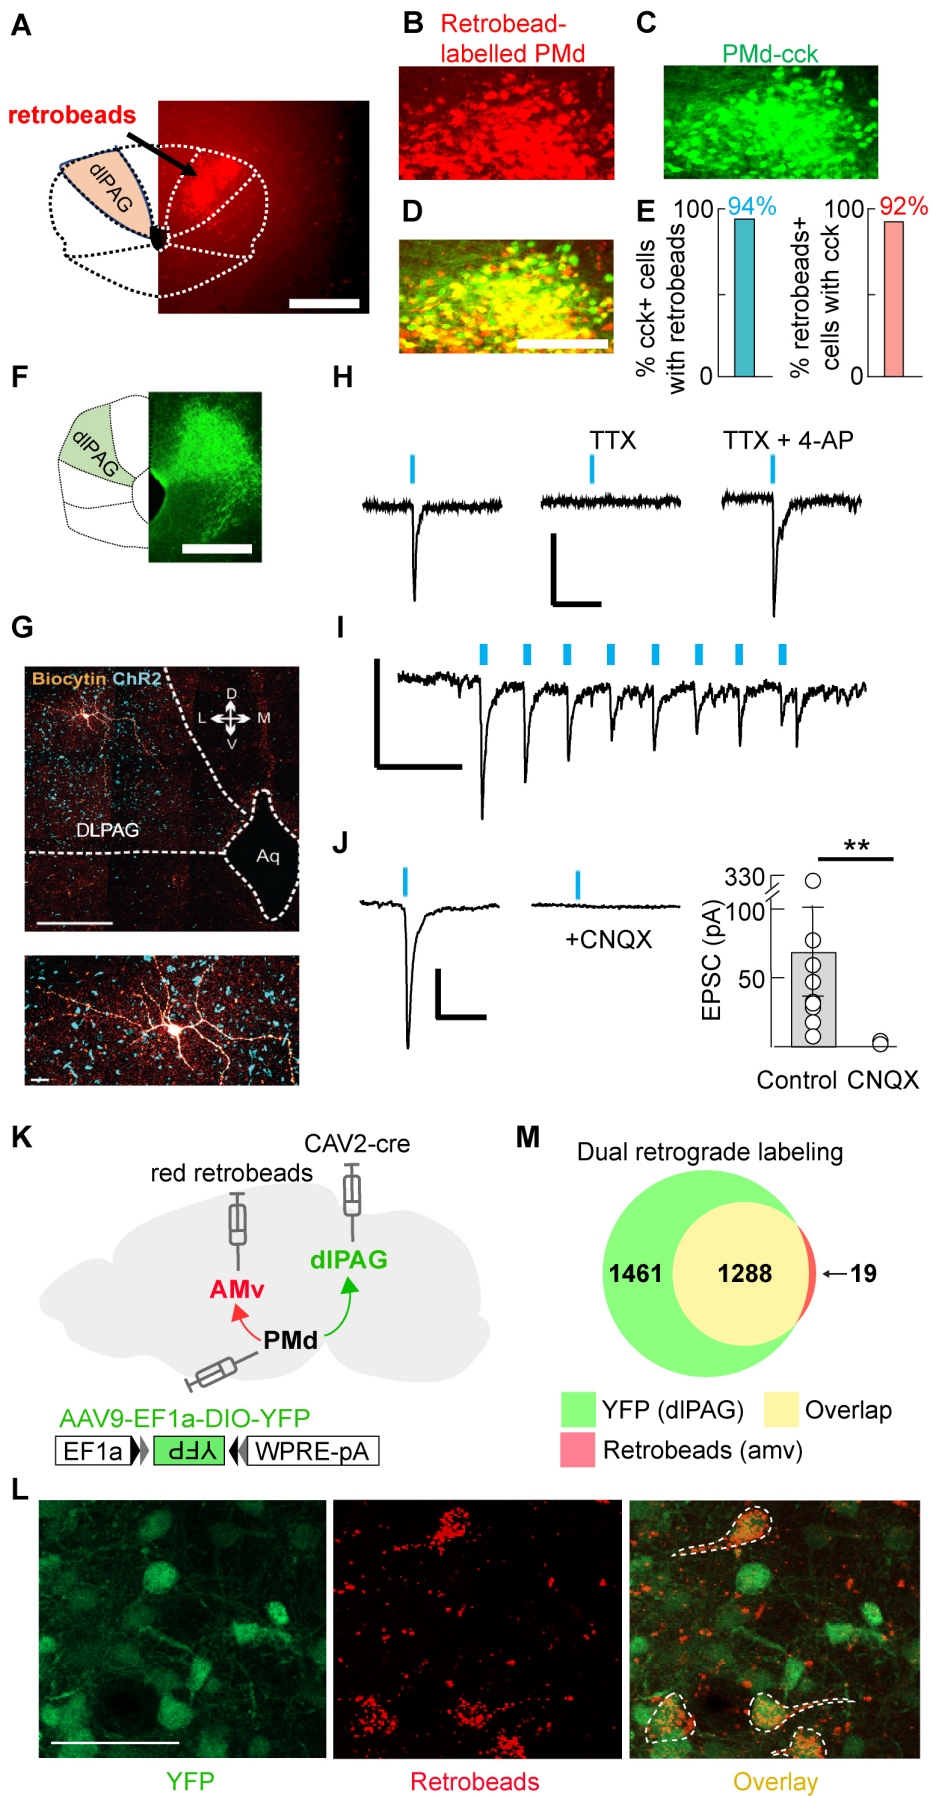 A
retrobeads
dlPAG
B
Retrobead-
labelled PMd
C
PMd-cck
D
E
% cck+ cells
with retrobeads
100
0
94%
% retrobeads+
cells with cck
100
0
92%
F
dlPAG
G
Biocytin ChR2
D
L
M
V
DLPAG
Aq
H
TTX
TTX + 4-AP
I
J
+CNQX
**
EPSC (pA)
330
100
50
Control CNQX
K
CAV2-cre
red retrobeads
dlPAG
AMv
PMd
AAV9-EF1a-DIO-YFP
EF1a
YFP
WPRE-pA
M
Dual retrograde labeling
1461
1288
19
YFP (dlPAG)
Overlap
Retrobeads (amv)
L
YFP
Retrobeads
Overlay